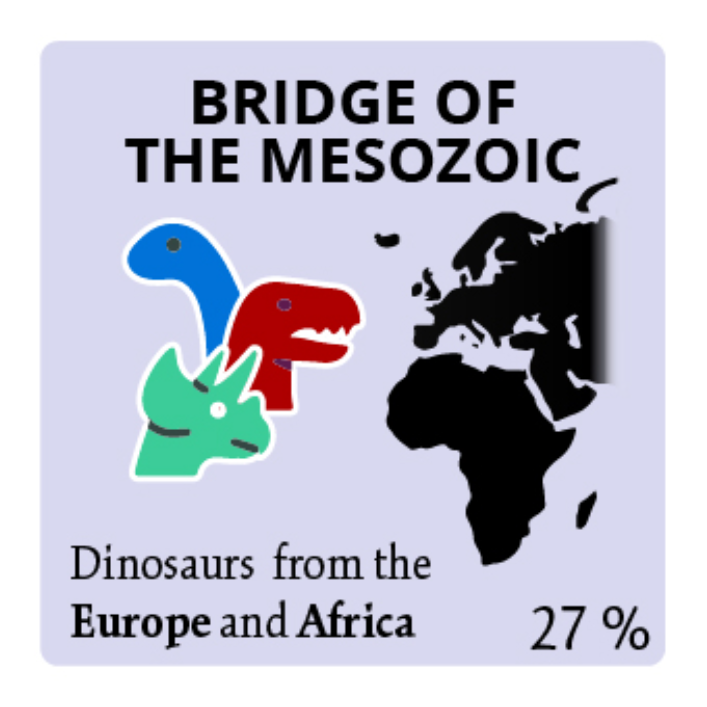 BRIDGE OF
THE MESOZOIC
Dinosaurs from the
Europe and Africa
27 %